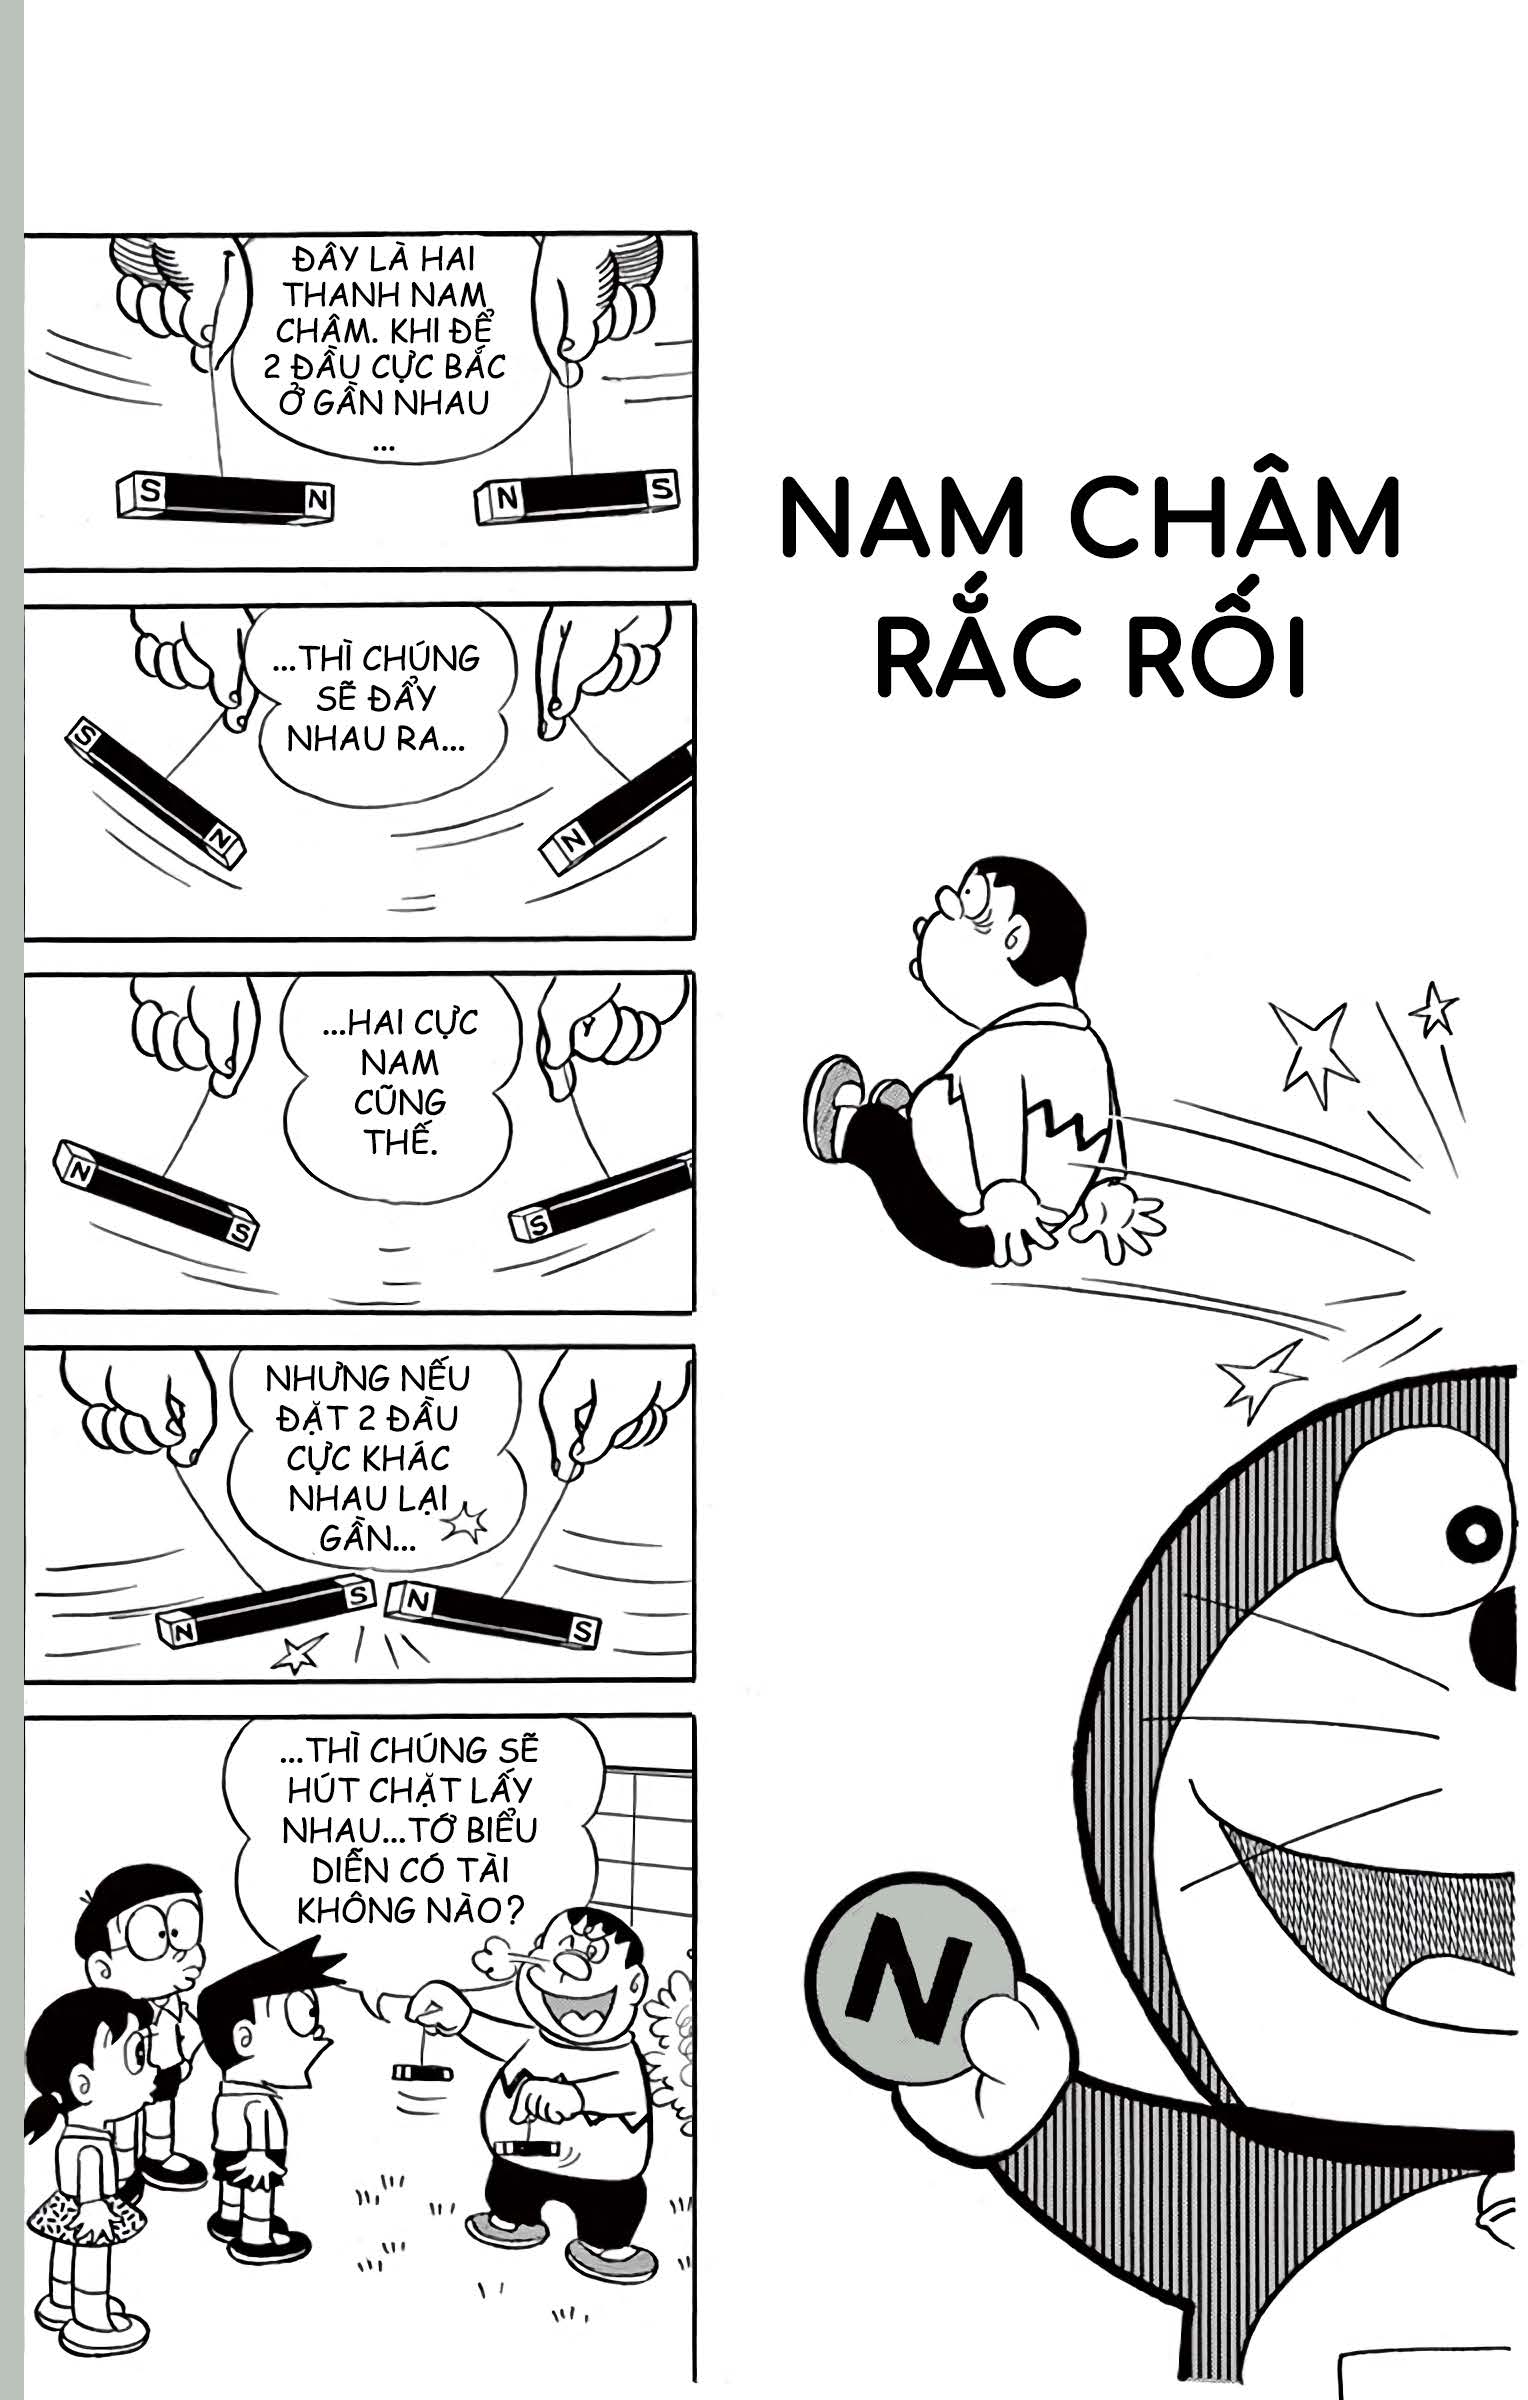 NAM CHÂM
RẮC RỐI
ĐÂY LÀ HAI
THANH NAM
CHÂM. KHI ĐỂ
2 ĐẦU CỰC BẮC
Ở GẦN NHAU
...
S
N
N
S
...THÌ CHÚNG
SẼ ĐẨY
NHAU RA...
S
N
N
...HAI CỰC
NAM
CŨNG
THẾ.
N
S
S
NHƯNG NẾU
ĐẶT 2 ĐẦU
CỰC KHÁC
NHAU LẠI
GẦN...
N
S
N
S
...THÌ CHÚNG SẼ
HÚT CHẶT LẤY
NHAU...TỚ BIỂU
DIỄN CÓ TÀI
KHÔNG NÀO?
N